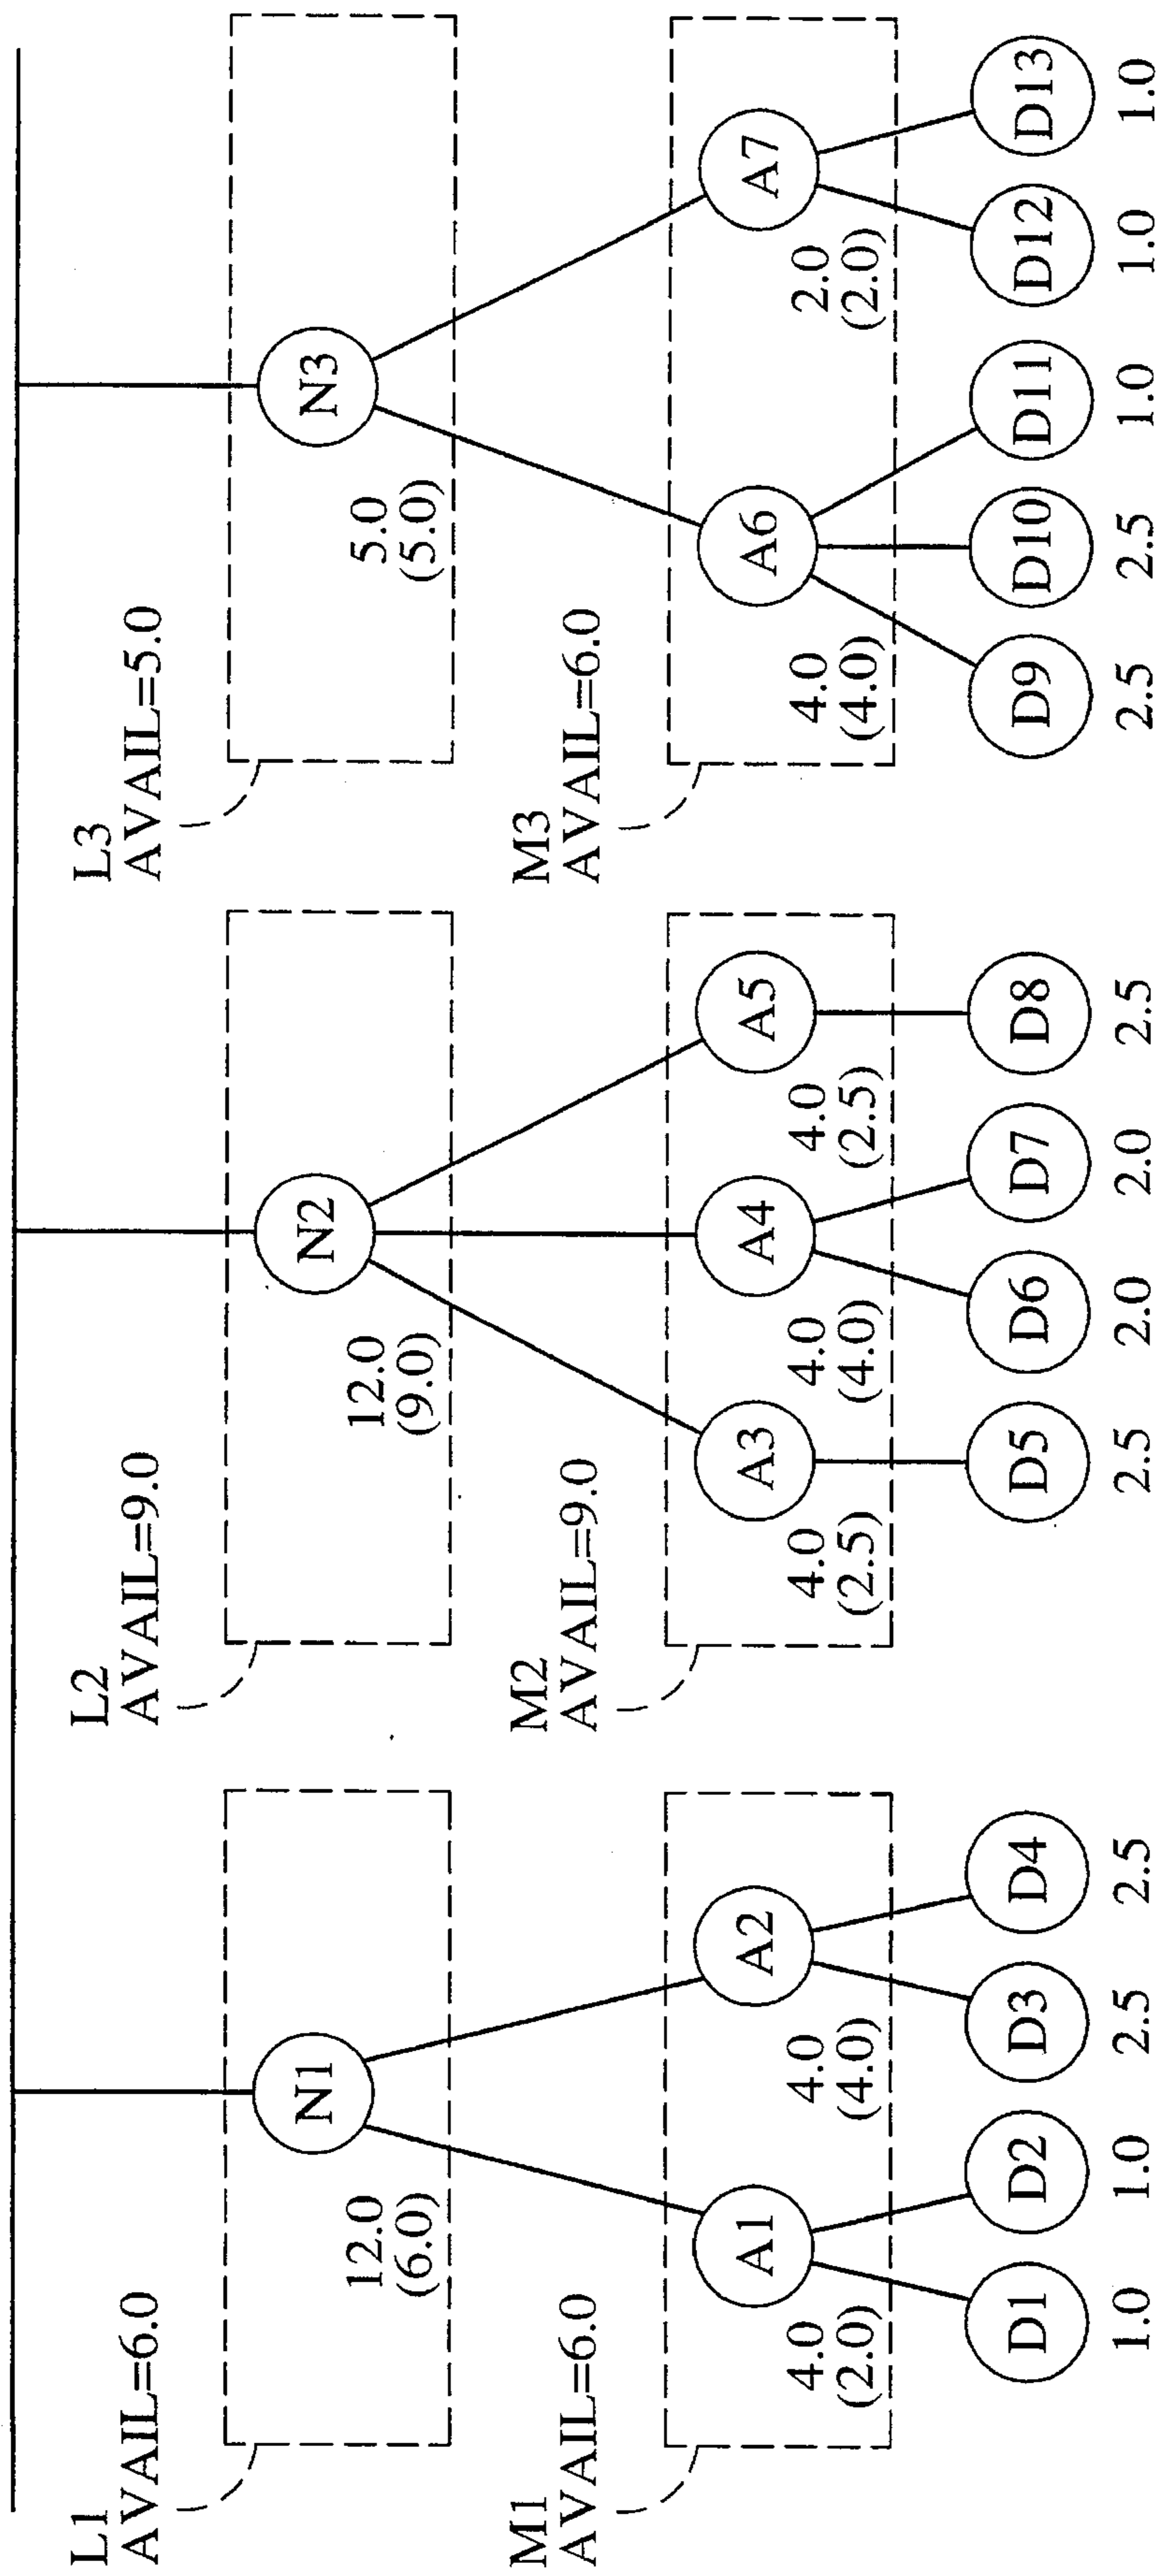 L1
AVAIL=6.0
L2
AVAIL=9.0
L3
AVAIL=5.0
N1
12.0
(6.0)
N2
12.0
(9.0)
N3
5.0
(5.0)
M1
AVAIL=6.0
M2
AVAIL=9.0
M3
AVAIL=6.0
A1
4.0
(2.0)
A2
4.0
(4.0)
A3
4.0
(2.5)
A4
4.0
(4.0)
A5
4.0
(2.5)
A6
4.0
(4.0)
A7
2.0
(2.0)
D1
D2
D3
D4
D5
D6
D7
D8
D9
D10
D11
D12
D13
1.0
1.0
2.5
2.5
2.5
2.0
2.0
2.5
2.5
2.5
1.0
1.0
1.0